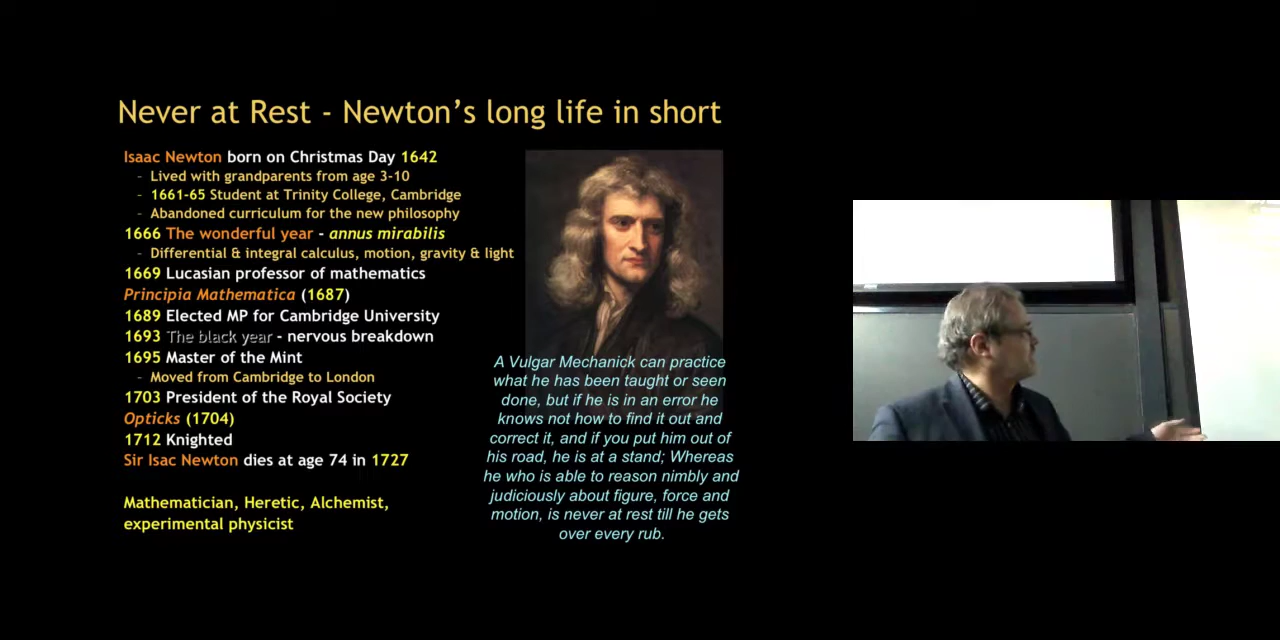 Never at Rest - Newton's long life in short
Isaac Newton born on Christmas Day 1642
- Lived with grandparents from age 3-10
- 1661-65 Student at Trinity College, Cambridge
- Abandoned curriculum for the new philosophy
1666 The wonderful year - annus mirabilis
- Differential & integral calculus, motion, gravity & light
1669 Lucasian professor of mathematics
Principia Mathematica (1687)
1689 Elected MP for Cambridge University
1693 The black year - nervous breakdown
1695 Master of the Mint
- Moved from Cambridge to London
1703 President of the Royal Society
Opticks (1704)
1712 Knighted
Sir Isac Newton dies at age 74 in 1727
Mathematician, Heretic, Alchemist,
experimental physicist
A Vulgar Mechanick can practice
what he has been taught or seen
done, but if he is in an error he
knows not how to find it out and
correct it, and if you put him out of
his road, he is at a stand; Whereas
he who is able to reason nimbly and
judiciously about figure, force and
motion, is never at rest till he gets
over every rub.